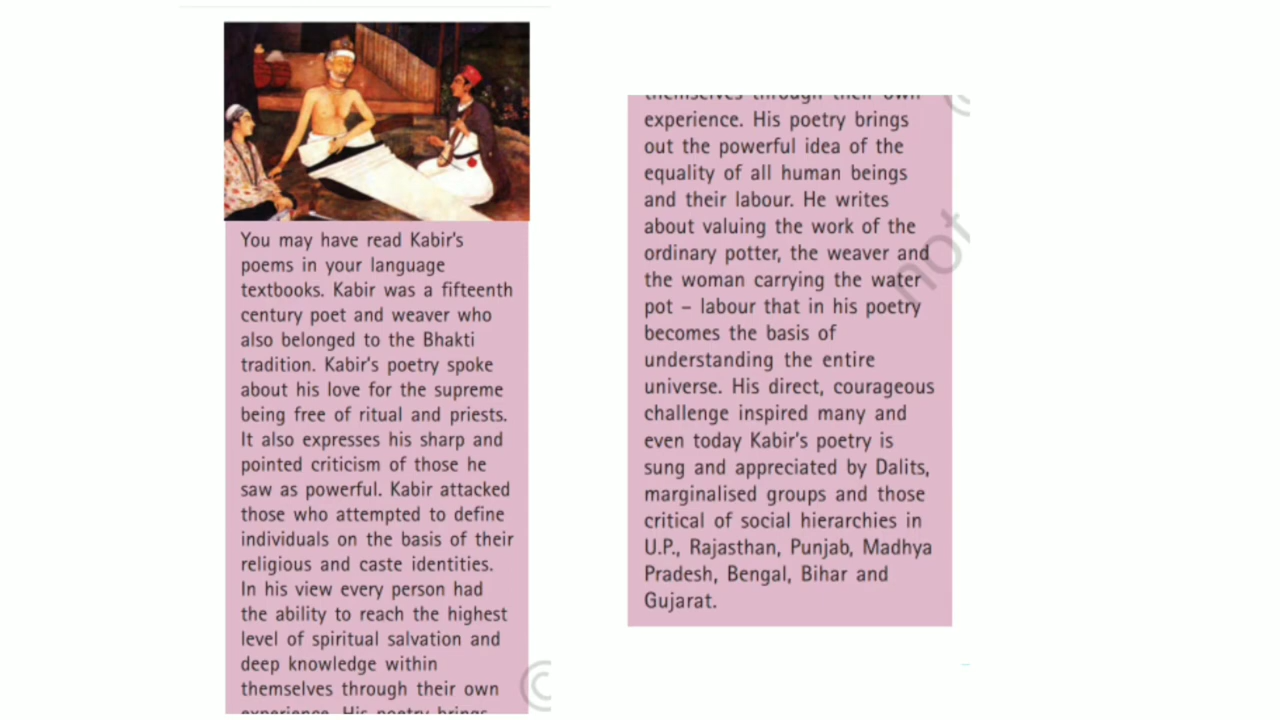 You may have read Kabir's
poems in your language
textbooks. Kabir was a fifteenth
century poet and weaver who
also belonged to the Bhakti
tradition. Kabir's poetry spoke
about his love for the supreme
being free of ritual and priests.
It also expresses his sharp and
pointed criticism of those he
saw as powerful. Kabir attacked
those who attempted to define
individuals on the basis of their
religious and caste identities.
In his view every person had
the ability to reach the highest
level of spiritual salvation and
deep knowledge within
themselves through their own
experience. His poetry brings
themselves through their own
experience. His poetry brings
out the powerful idea of the
equality of all human beings
and their labour. He writes
about valuing the work of the
ordinary potter, the weaver and
the woman carrying the water
pot – labour that in his poetry
becomes the basis of
understanding the entire
universe. His direct, courageous
challenge inspired many and
even today Kabir's poetry is
sung and appreciated by Dalits,
marginalised groups and those
critical of social hierarchies in
U.P., Rajasthan, Punjab, Madhya
Pradesh, Bengal, Bihar and
Gujarat.
©
not